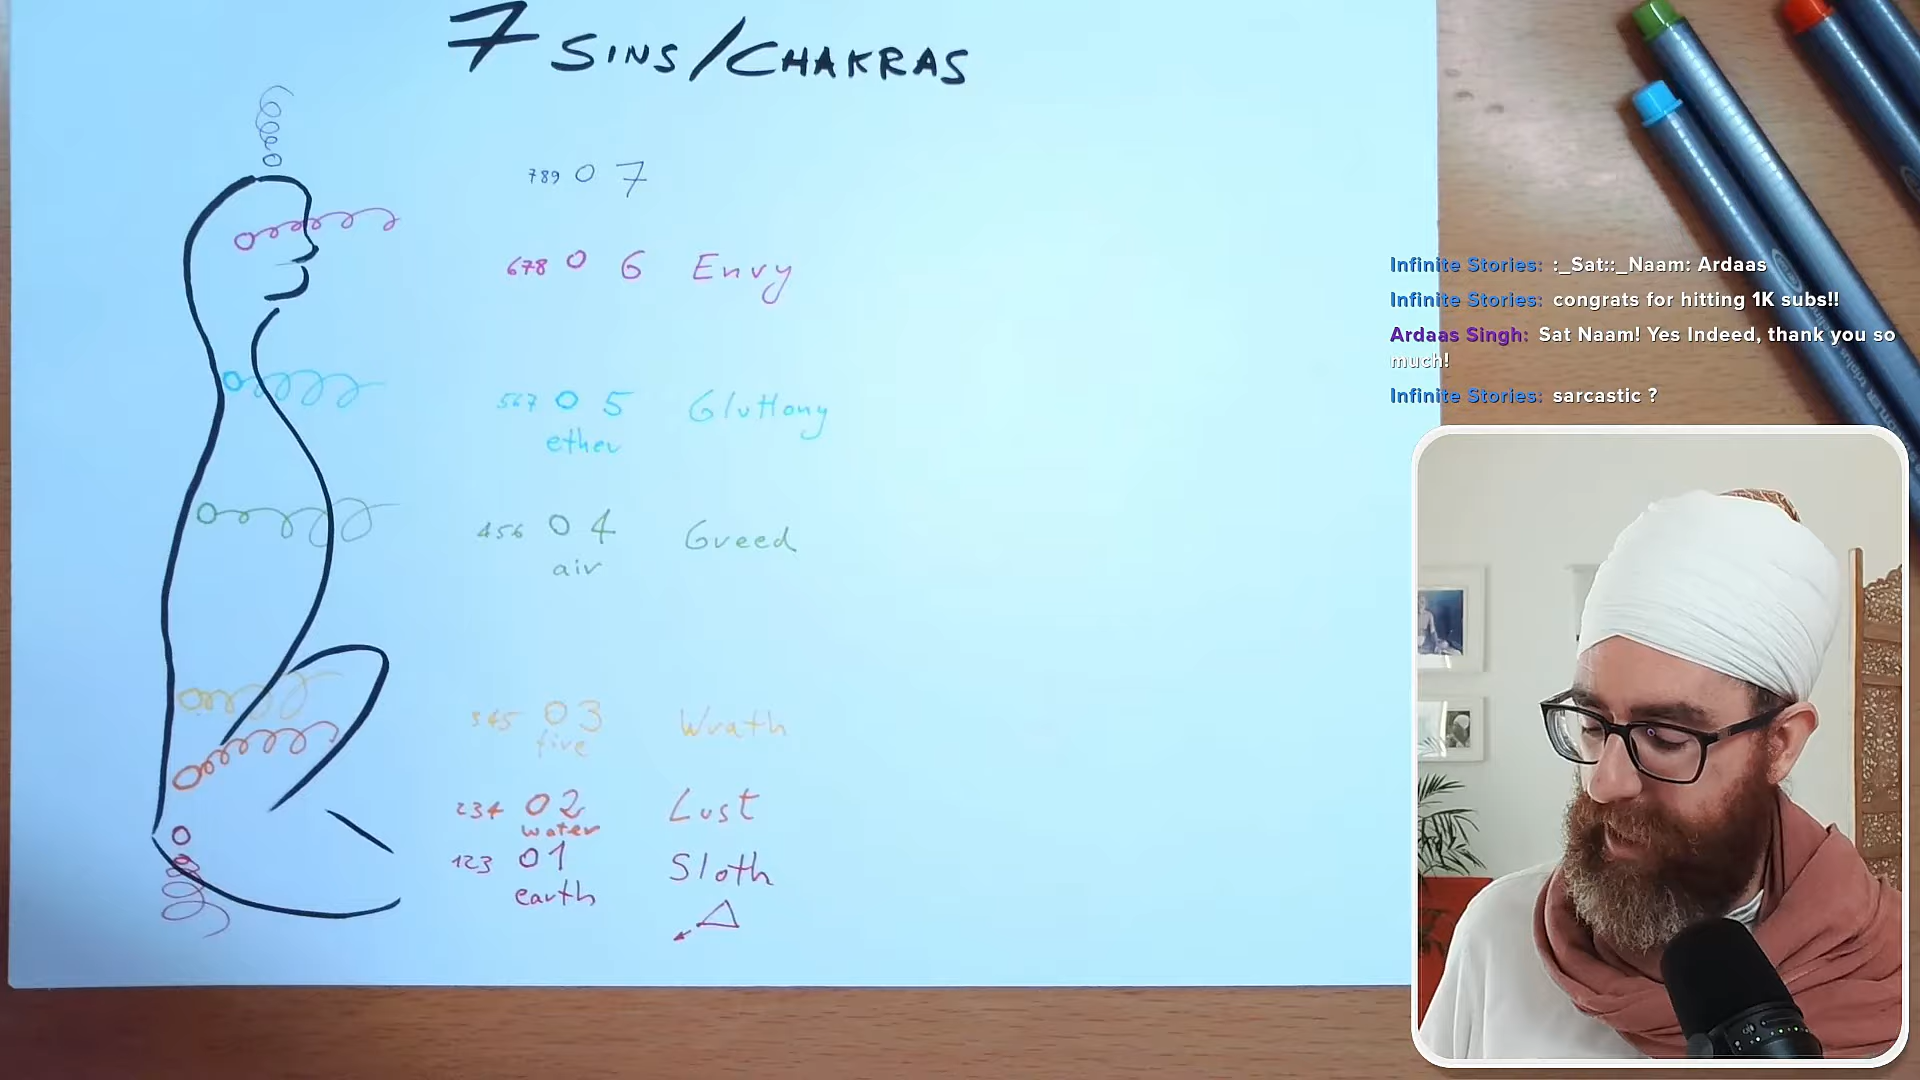 7 SINS/CHAKRAS
789 0 7
678 0 6 Envy
567 0 5 Gluttony
ether
456 0 4 Greed
air
345 0 3 Wrath
fire
234 0 2 Lust
water
123 0 1 Sloth
earth
Infinite Stories: :_Sat::_Naam: Ardaas
Infinite Stories: congrats for hitting 1K subs!!
Ardaas Singh: Sat Naam! Yes Indeed, thank you so
much!
Infinite Stories: sarcastic ?